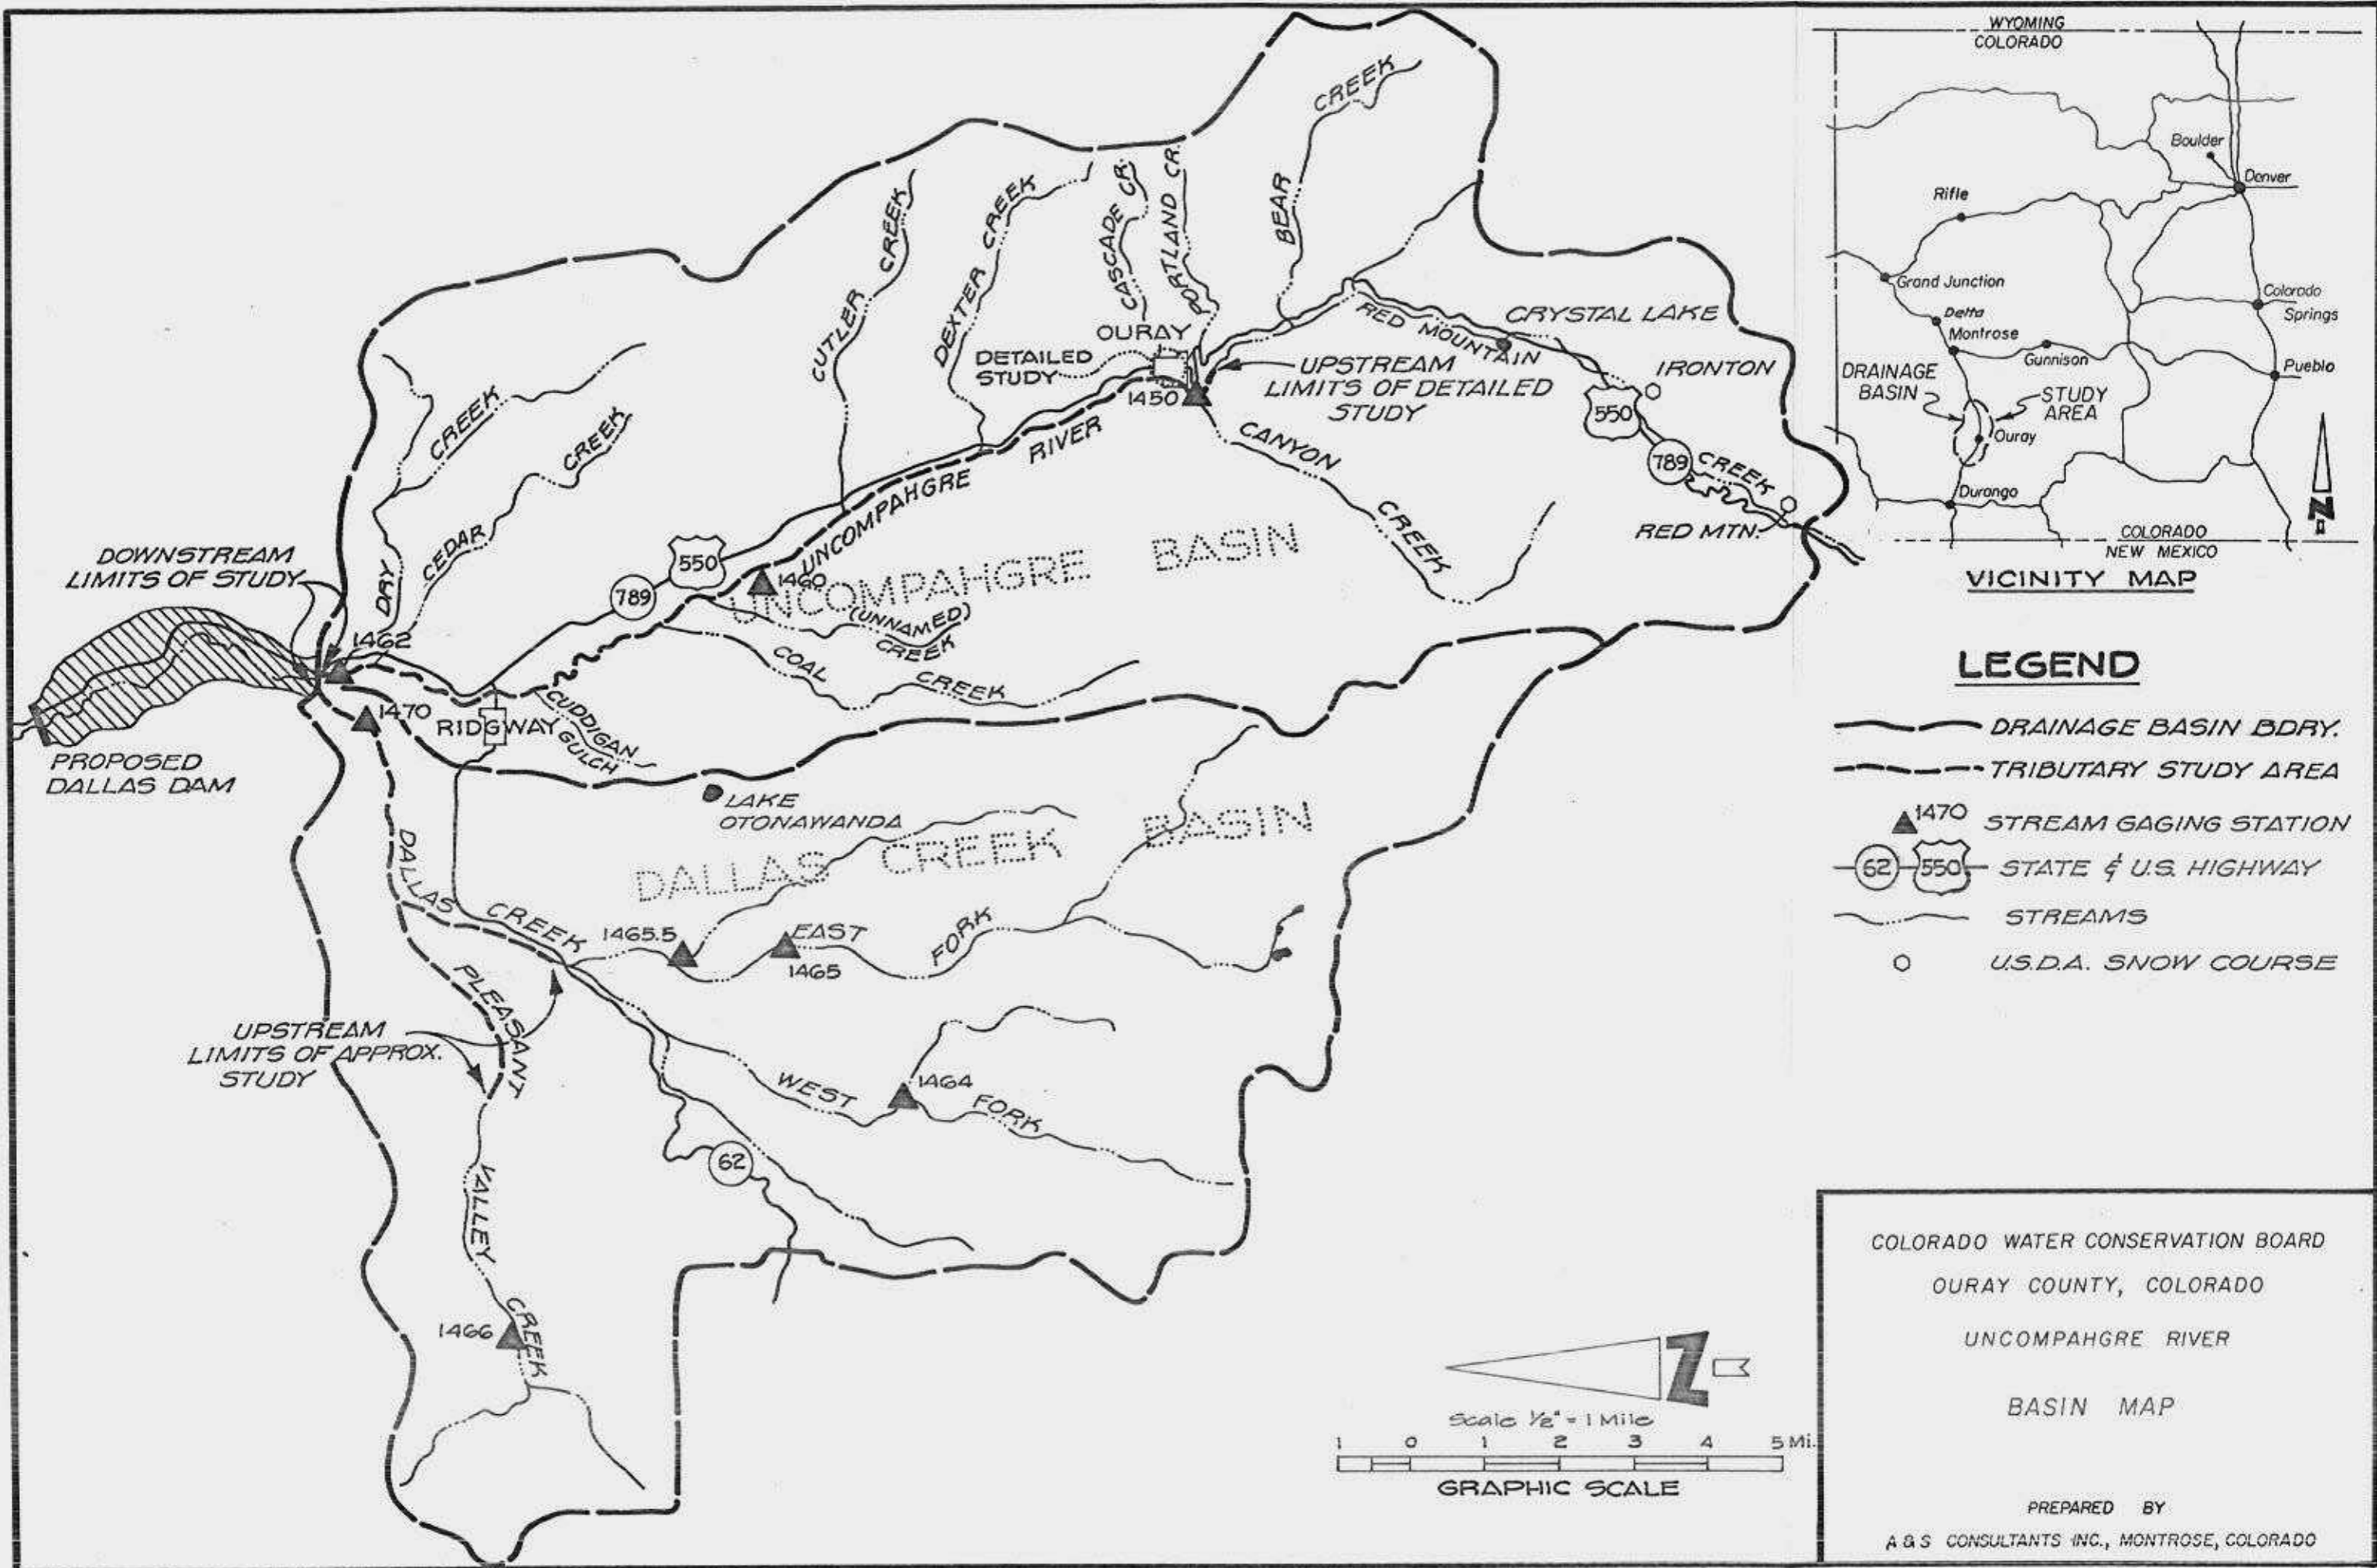 WYOMING
COLORADO
Boulder
Denver
Rifle
Grand Junction
Colorado
Springs
Delta
Montrose
Gunnison
Pueblo
DRAINAGE
BASIN
STUDY
AREA
Ouray
Durango
N
COLORADO
NEW MEXICO
VICINITY MAP
CREEK
BEAR
CASCADE CR.
PORTLAND CR.
DEXTER CREEK
CUTLER CREEK
OURAY
DETAILED
STUDY
1450
UPSTREAM
LIMITS OF DETAILED
STUDY
RED MOUNTAIN
CRYSTAL LAKE
IRONTON
550
789
CREEK
RED MTN.
CANYON
CREEK
UNCOMPAHGRE RIVER
UNCOMPAHGRE BASIN
CREEK
DRY
CEDAR CREEK
DOWNSTREAM
LIMITS OF STUDY
550
789
1460
(UNNAMED)
CREEK
COAL CREEK
1462
1470
RIDGWAY
CUDDIGAN
GULCH
PROPOSED
DALLAS DAM
LAKE
OTONAWANDA
DALLAS CREEK BASIN
DALLAS CREEK
1465.5
EAST FORK
1465
PLEASANT
VALLEY
CREEK
UPSTREAM
LIMITS OF APPROX.
STUDY
WEST FORK
1464
62
1466
LEGEND
DRAINAGE BASIN BDRY.
TRIBUTARY STUDY AREA
1470 STREAM GAGING STATION
62 550 STATE & U.S. HIGHWAY
STREAMS
U.S.D.A. SNOW COURSE
N
Scale 1/2" = 1 Mile
1 0 1 2 3 4 5 Mi.
GRAPHIC SCALE
COLORADO WATER CONSERVATION BOARD
OURAY COUNTY, COLORADO
UNCOMPAHGRE RIVER
BASIN MAP
PREPARED BY
A & S CONSULTANTS INC., MONTROSE, COLORADO